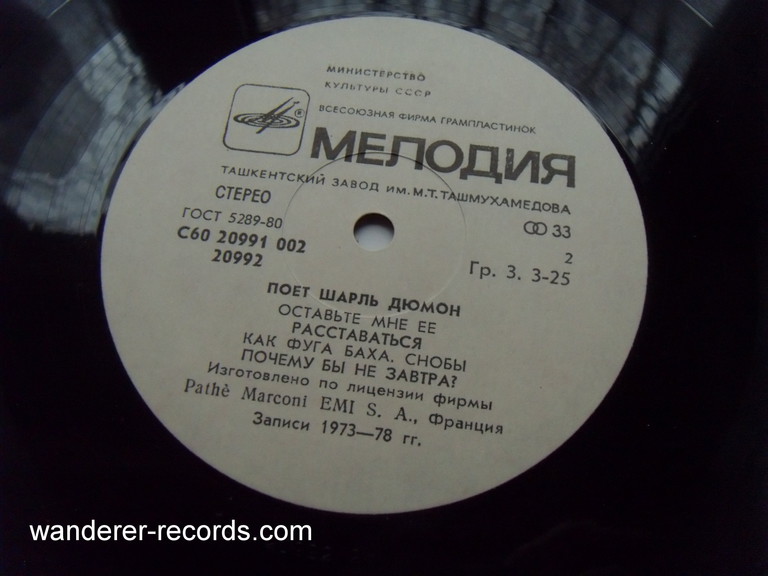 МИНИСТЕРСТВО
КУЛЬТУРЫ СССР
ВСЕСОЮЗНАЯ ФИРМА ГРАМПЛАСТИНОК
®
МЕЛОДИЯ
ТАШКЕНТСКИЙ ЗАВОД ИМ. М. Т. ТАШМУХАМЕДОВА
СТЕРЕО
33
ГОСТ 5289-80
2
С60 20991 002
Гр. 3. 3-25
20992
ПОЕТ ШАРЛЬ ДЮМОН
ОСТАВЬТЕ МНЕ ЕЕ
РАССТАВАТЬСЯ
КАК ФУГА БАХА. СНОБЫ
ПОЧЕМУ БЫ НЕ ЗАВТРА?
Изготовлено по лицензии фирмы
Pathè Marconi EMI S. A., Франция
Записи 1973—78 гг.
wanderer-records.com